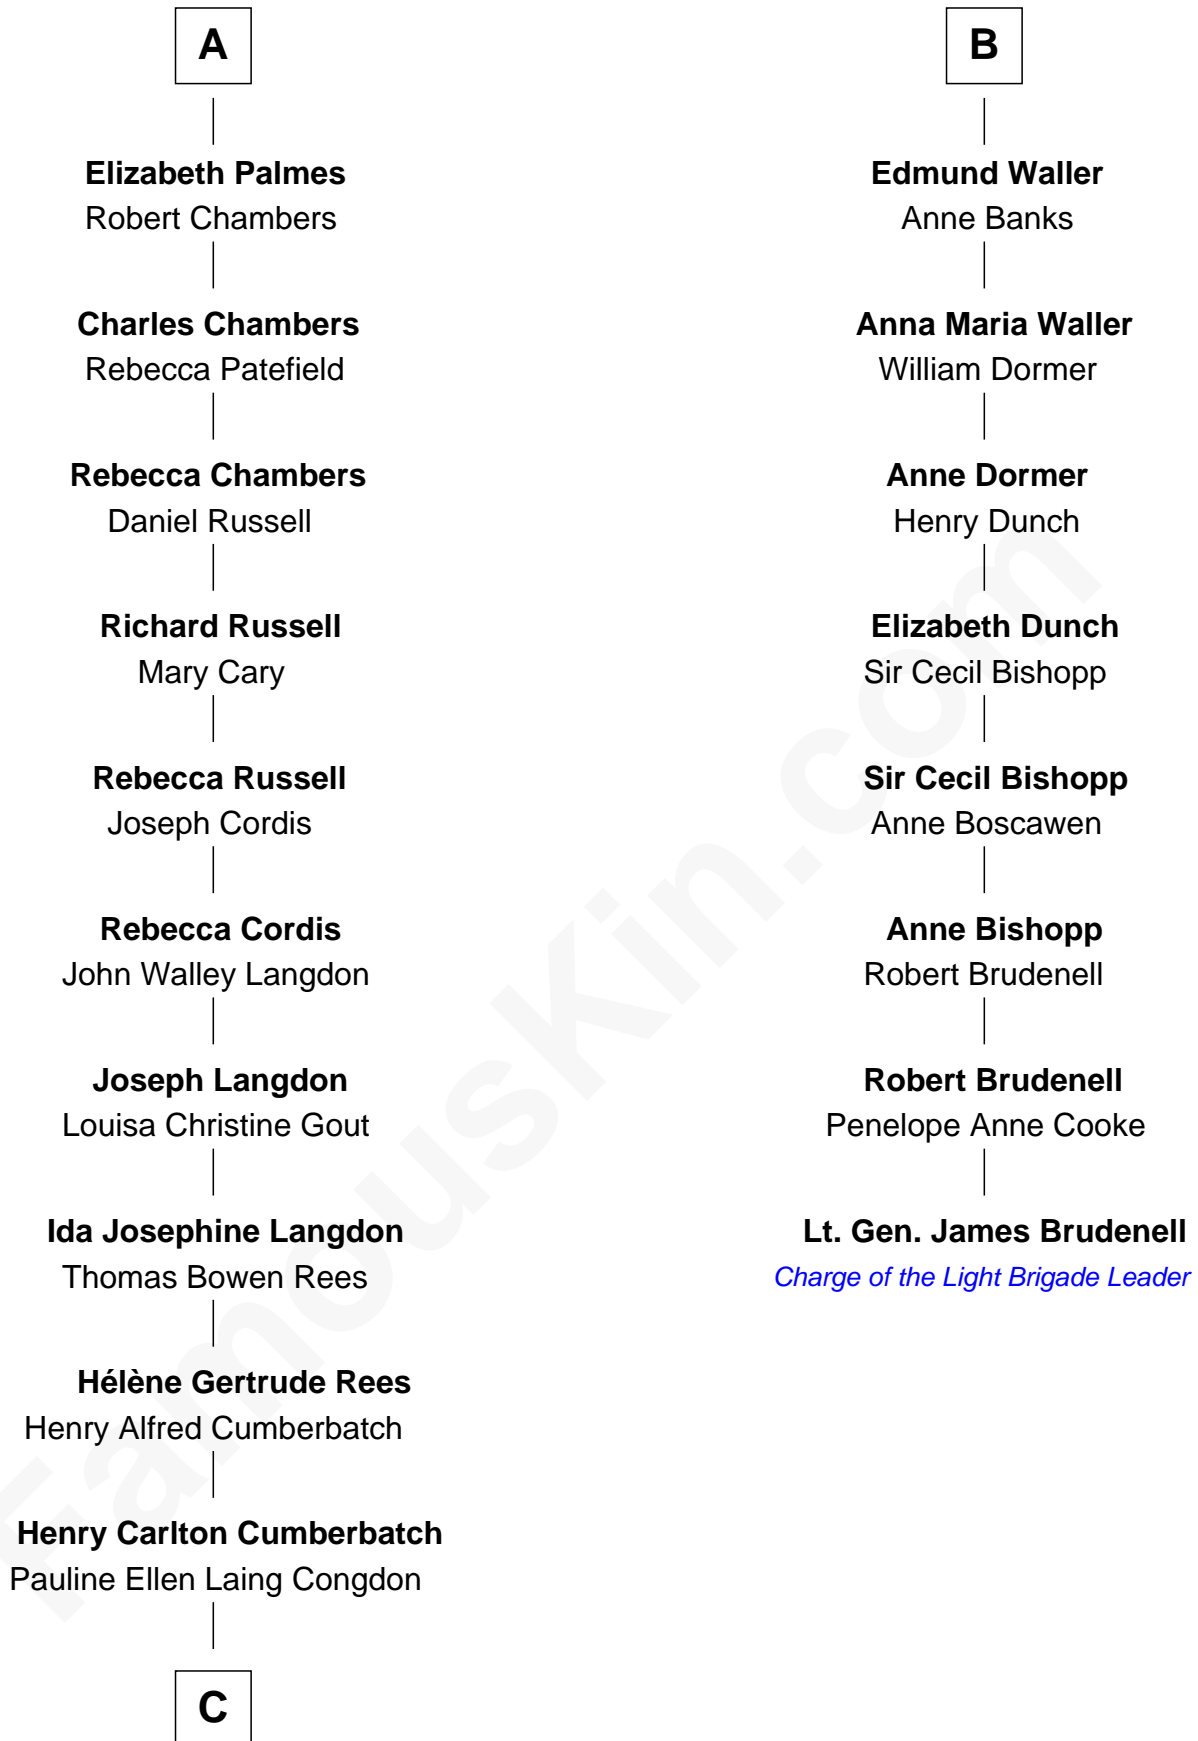 A
Elizabeth Palmes
Robert Chambers
Charles Chambers
Rebecca Patefield
Rebecca Chambers
Daniel Russell
Richard Russell
Mary Cary
Rebecca Russell
Joseph Cordis
Rebecca Cordis
John Walley Langdon
Joseph Langdon
Louisa Christine Gout
Ida Josephine Langdon
Thomas Bowen Rees
Hélène Gertrude Rees
Henry Alfred Cumberbatch
Henry Carlton Cumberbatch
Pauline Ellen Laing Congdon
C
B
Edmund Waller
Anne Banks
Anna Maria Waller
William Dormer
Anne Dormer
Henry Dunch
Elizabeth Dunch
Sir Cecil Bishopp
Sir Cecil Bishopp
Anne Boscawen
Anne Bishopp
Robert Brudenell
Robert Brudenell
Penelope Anne Cooke
Lt. Gen. James Brudenell
Charge of the Light Brigade Leader
FamousKin.com